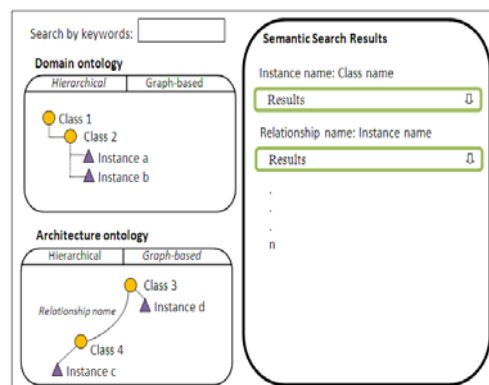 Search by keywords:
Domain ontology
Hierarchical Graph-based
Class 1
Class 2
Instance a
Instance b
Architecture ontology
Hierarchical Graph-based
Class 3
Instance d
Relationship name
Class 4
Instance c
Semantic Search Results
Instance name: Class name
Results
Relationship name: Instance name
Results
.
.
.
n